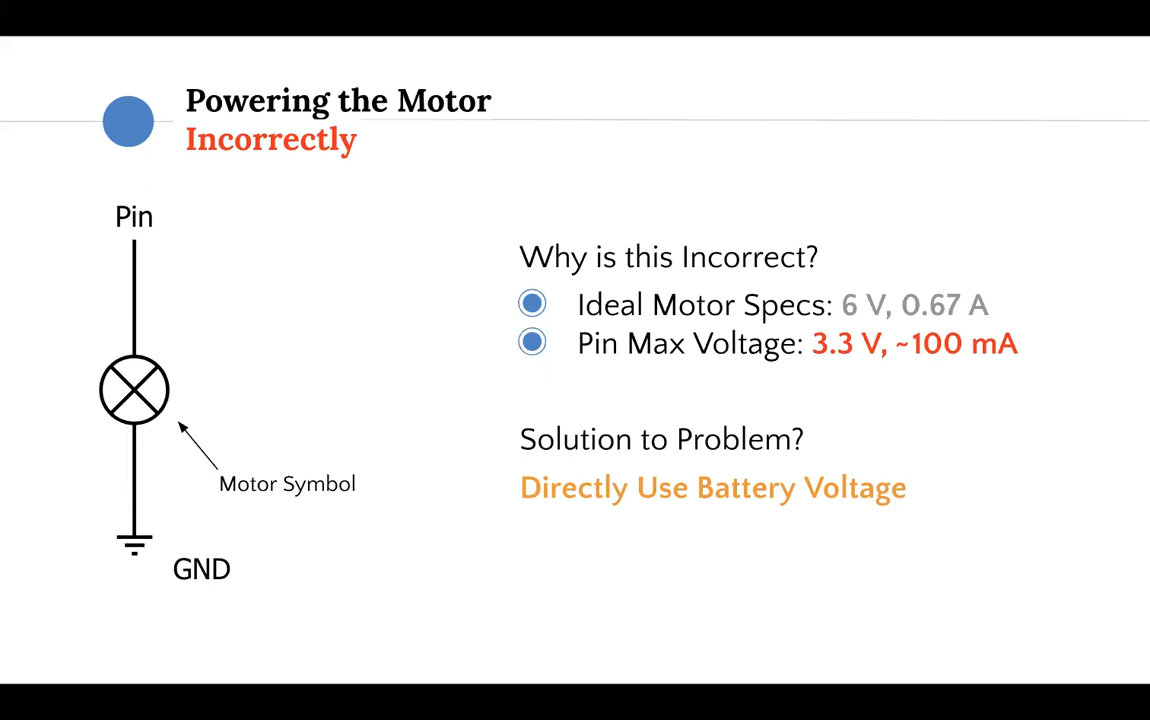 Powering the Motor
Incorrectly
Pin
Motor Symbol
GND
Why is this Incorrect?
Ideal Motor Specs: 6 V, 0.67 A
Pin Max Voltage: 3.3 V, ~100 mA
Solution to Problem?
Directly Use Battery Voltage